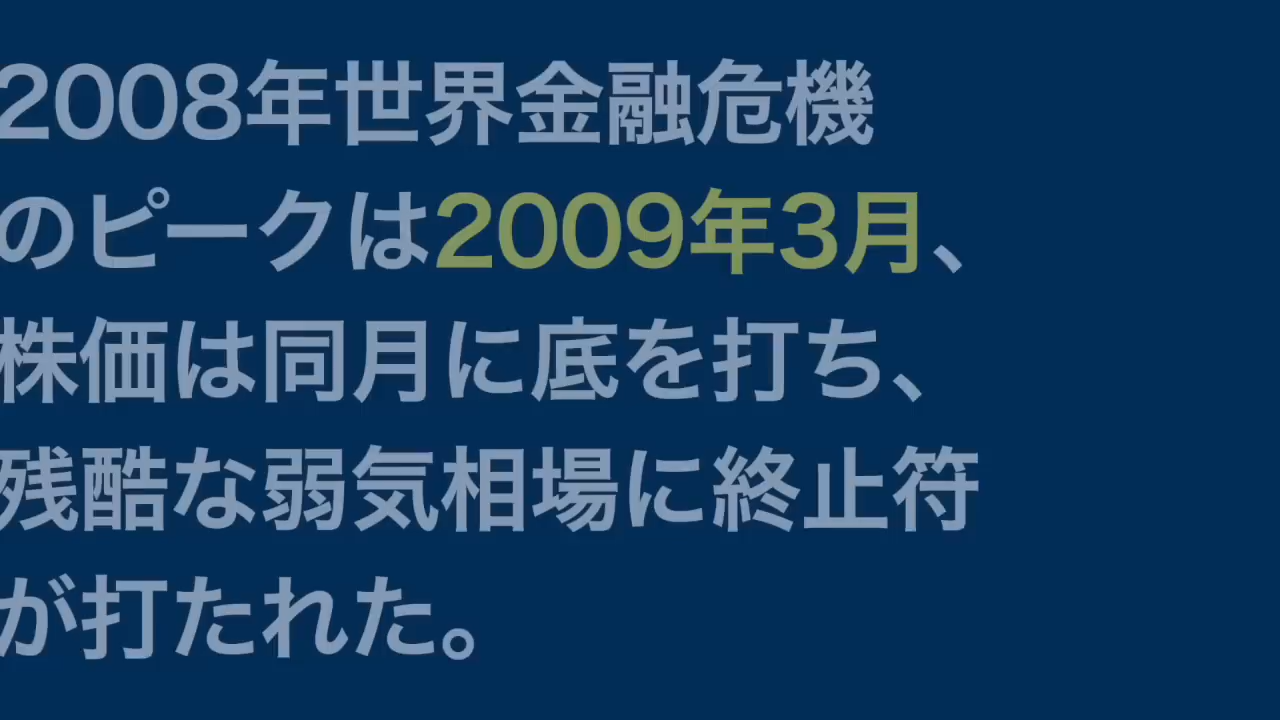 2008年世界金融危機
のピークは2009年3月、
株価は同月に底を打ち、
残酷な弱気相場に終止符
が打たれた。